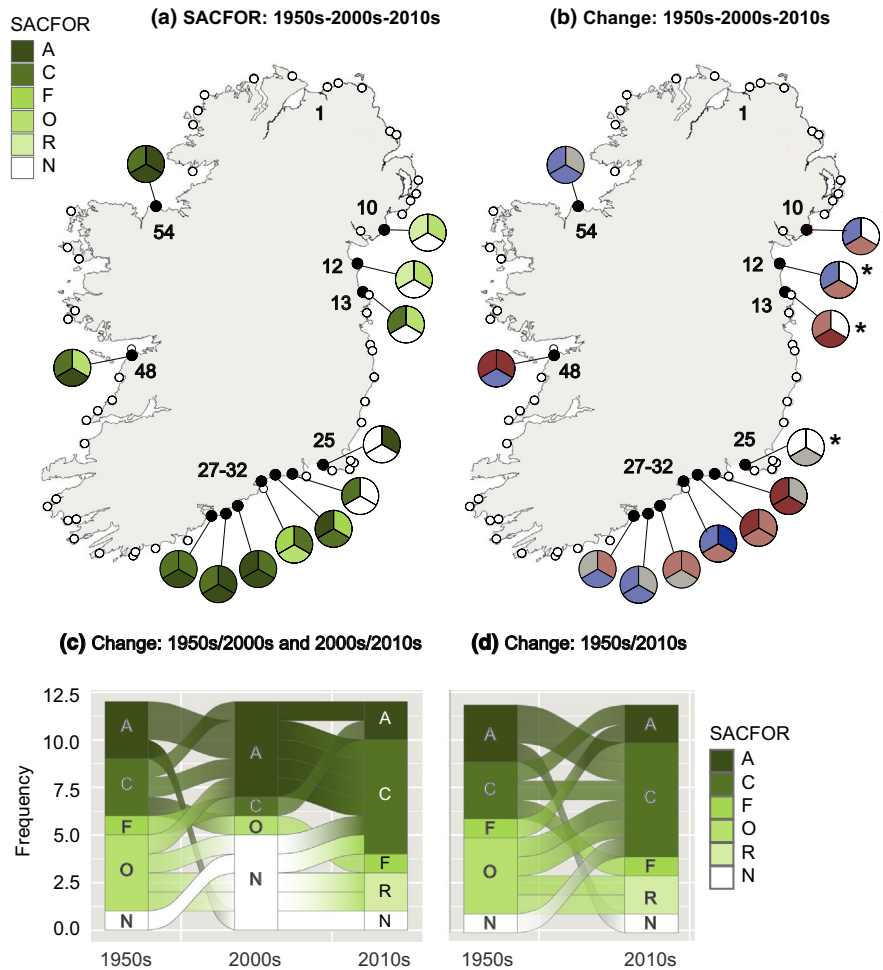 (a) SACFOR: 1950s-2000s-2010s
(b) Change: 1950s-2000s-2010s
SACFOR
A
C
F
O
R
N
1
10
12
13
25
27-32
48
54
1
10
12
*
13
*
25
*
27-32
48
54
(c) Change: 1950s/2000s and 2000s/2010s
(d) Change: 1950s/2010s
Frequency
12.5
10.0
7.5
5.0
2.5
0.0
A
C
F
O
N
A
C
O
N
A
C
F
R
N
1950s
2000s
2010s
A
C
F
O
N
A
C
F
R
N
1950s
2010s
SACFOR
A
C
F
O
R
N